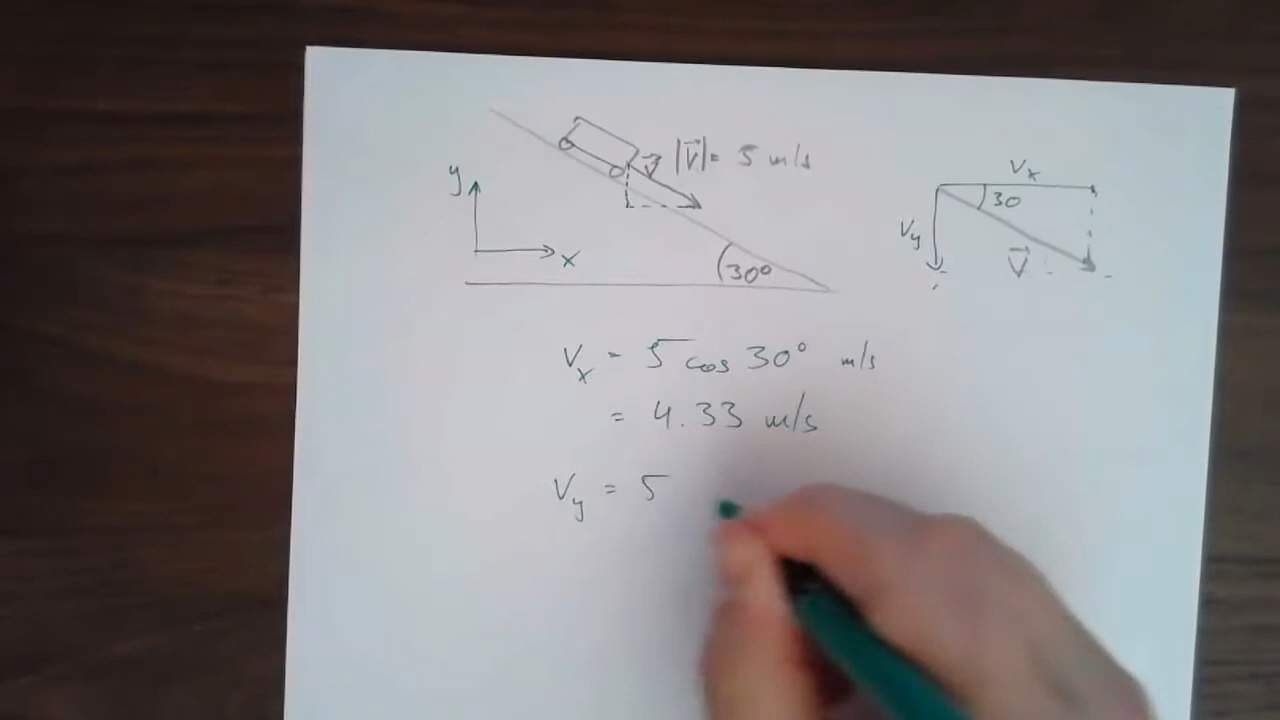 y
x
V⃗ |V⃗| = 5 m/s
30°
Vx
30
Vy
V⃗
Vx = 5 cos 30° m/s
= 4.33 m/s
Vy = 5